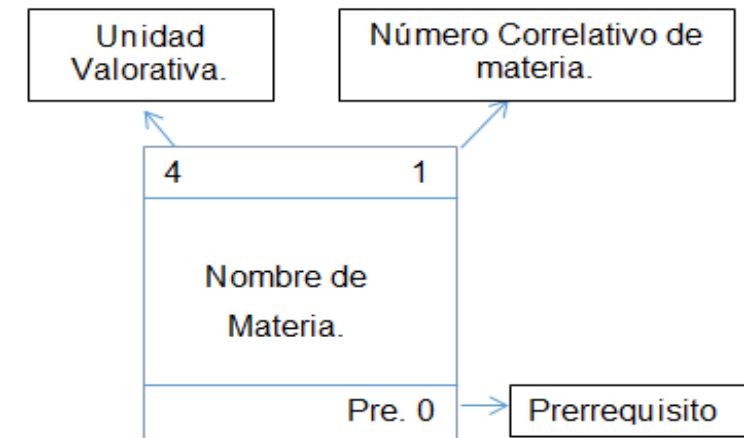 Unidad
Valorativa.
Número Correlativo de
materia.
4 1
Nombre de
Materia.
Pre. 0
Prerrequisito